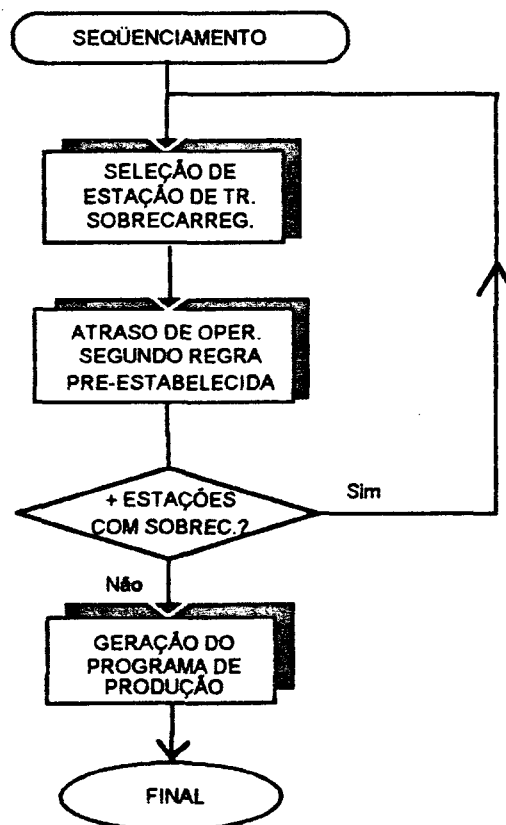 SEQÜENCIAMENTO
SELEÇÃO DE
ESTAÇÃO DE TR.
SOBRECARREG.
ATRASO DE OPER.
SEGUNDO REGRA
PRE-ESTABELECIDA
+ ESTAÇÕES
COM SOBREC.?
Sim
Não
GERAÇÃO DO
PROGRAMA DE
PRODUÇÃO
FINAL